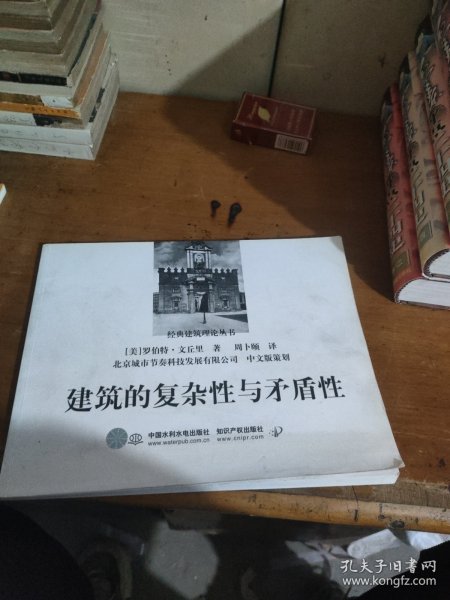 经典建筑理论丛书
[美]罗伯特·文丘里 著 周卜颐 译
北京城市节奏科技发展有限公司 中文版策划
建筑的复杂性与矛盾性
中国水利水电出版社 知识产权出版社
www.waterpub.com.cn www.cnipr.com
孔夫子旧书网
www.kongfz.com